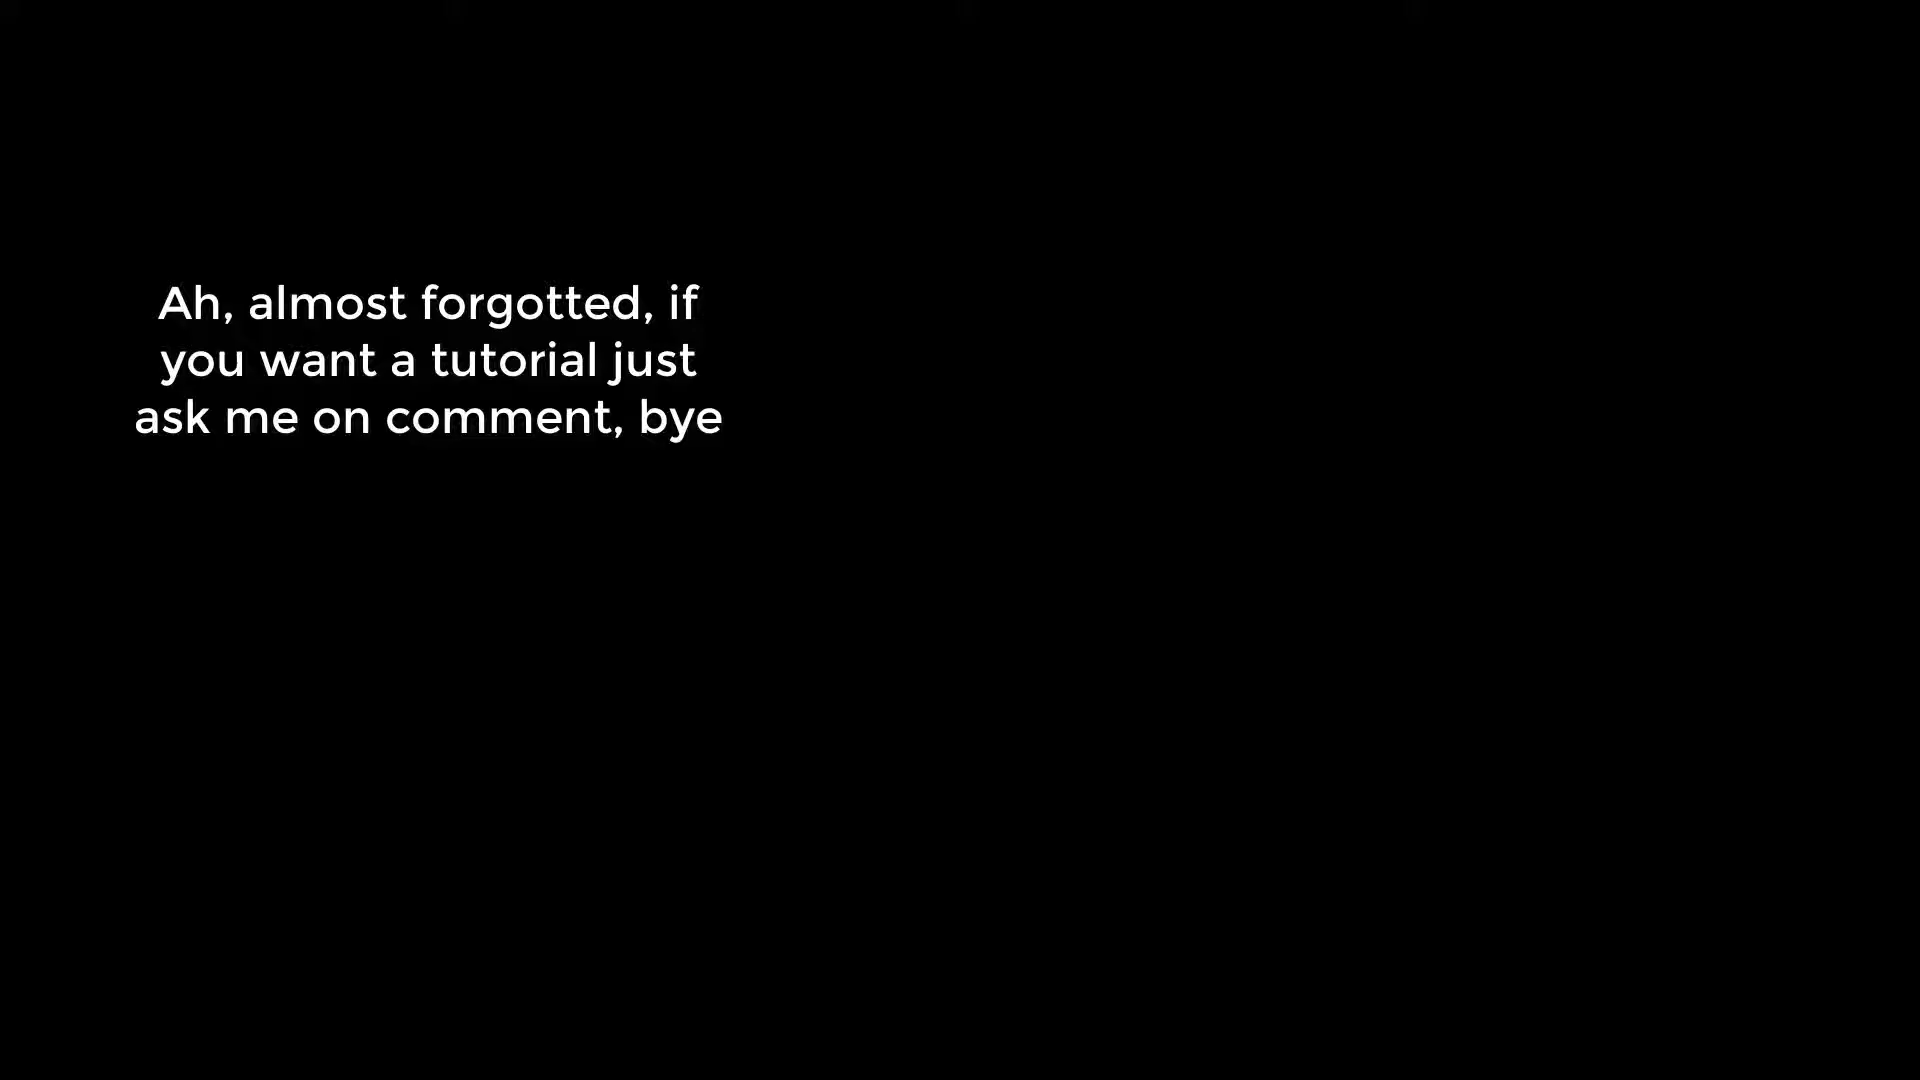 Ah, almost forgotted, if
you want a tutorial just
ask me on comment, bye